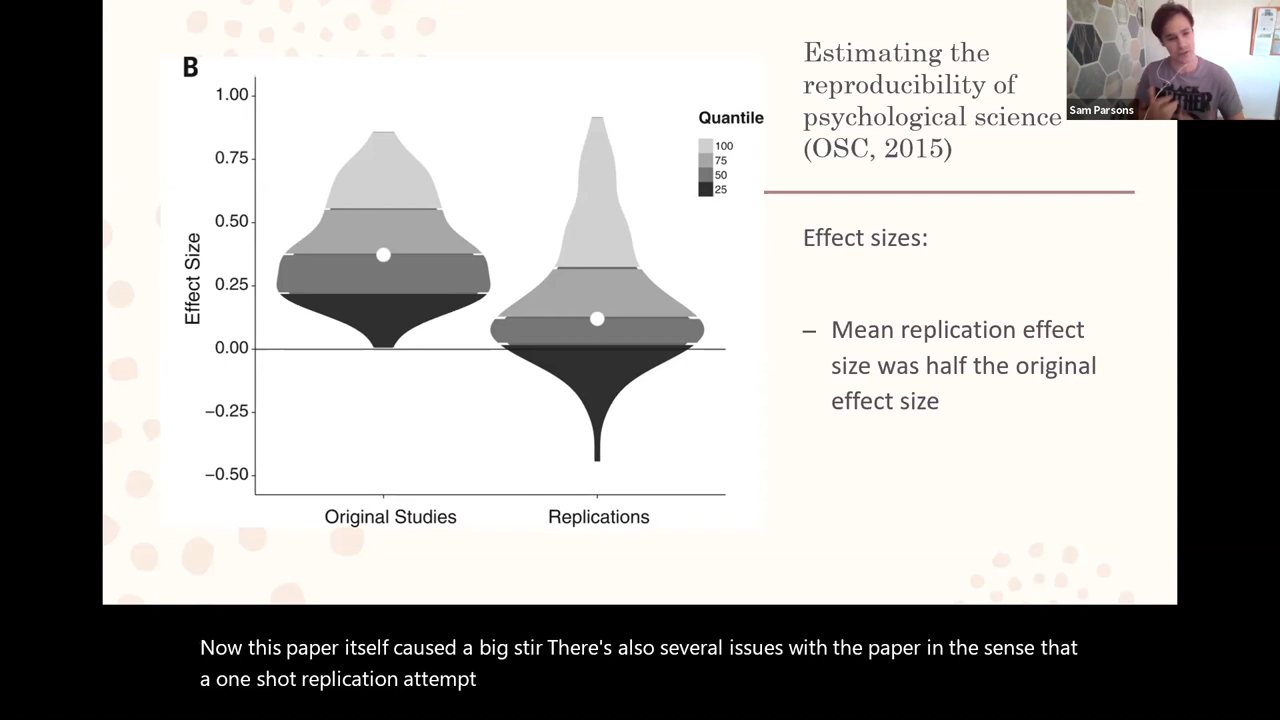 B
1.00
0.75
0.50
0.25
0.00
−0.25
−0.50
Effect Size
Original Studies
Replications
Quantile
100
75
50
25
Estimating the
reproducibility of
psychological science
(OSC, 2015)
Effect sizes:
– Mean replication effect
size was half the original
effect size
Sam Parsons
Now this paper itself caused a big stir There's also several issues with the paper in the sense that
a one shot replication attempt